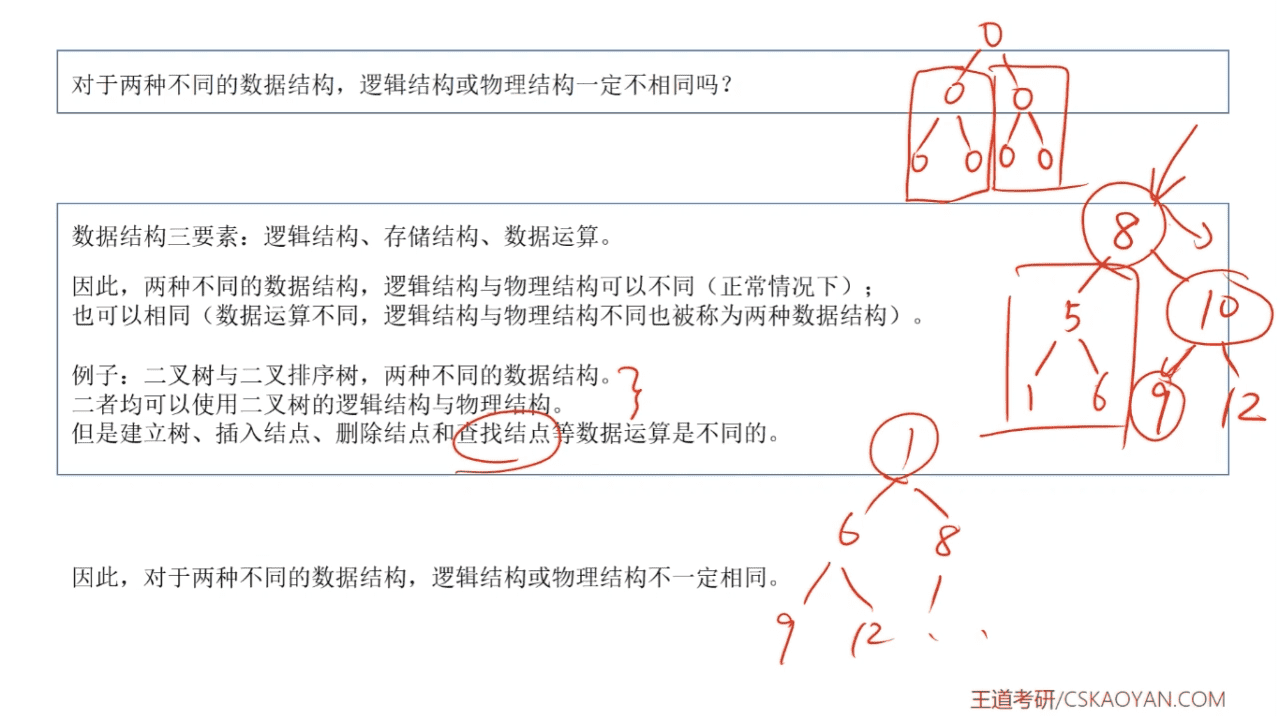 对于两种不同的数据结构，逻辑结构或物理结构一定不相同吗？
数据结构三要素：逻辑结构、存储结构、数据运算。
因此，两种不同的数据结构，逻辑结构与物理结构可以不同（正常情况下）；
也可以相同（数据运算不同，逻辑结构与物理结构不同也被称为两种数据结构）。
例子：二叉树与二叉排序树，两种不同的数据结构。
二者均可以使用二叉树的逻辑结构与物理结构。
但是建立树、插入结点、删除结点和查找结点等数据运算是不同的。
因此，对于两种不同的数据结构，逻辑结构或物理结构不一定相同。
0
0 0
0 0 0 0
8
5 10
1 6 9 12
1
6 8
9 12
王道考研/CSKAOYAN.COM